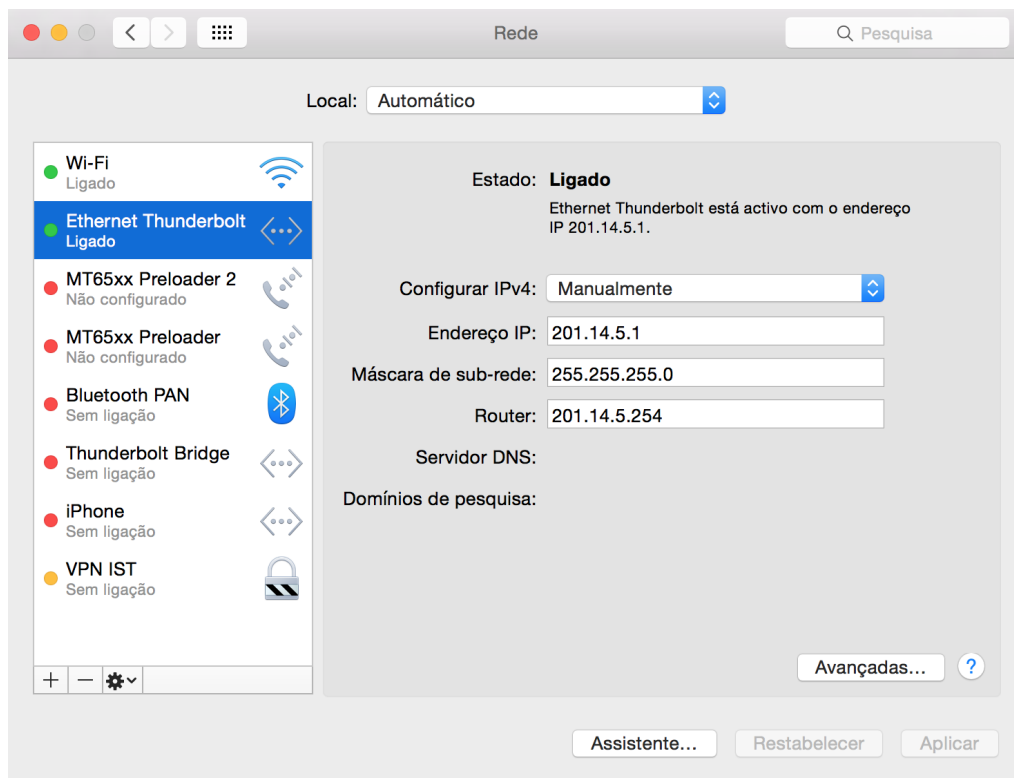 Rede
Pesquisa
Local: Automático
Wi-Fi
Ligado
Ethernet Thunderbolt
Ligado
MT65xx Preloader 2
Não configurado
MT65xx Preloader
Não configurado
Bluetooth PAN
Sem ligação
Thunderbolt Bridge
Sem ligação
iPhone
Sem ligação
VPN IST
Sem ligação
Estado: Ligado
Ethernet Thunderbolt está activo com o endereço
IP 201.14.5.1.
Configurar IPv4: Manualmente
Endereço IP: 201.14.5.1
Máscara de sub-rede: 255.255.255.0
Router: 201.14.5.254
Servidor DNS:
Domínios de pesquisa:
Avançadas... ?
Assistente... Restabelecer Aplicar